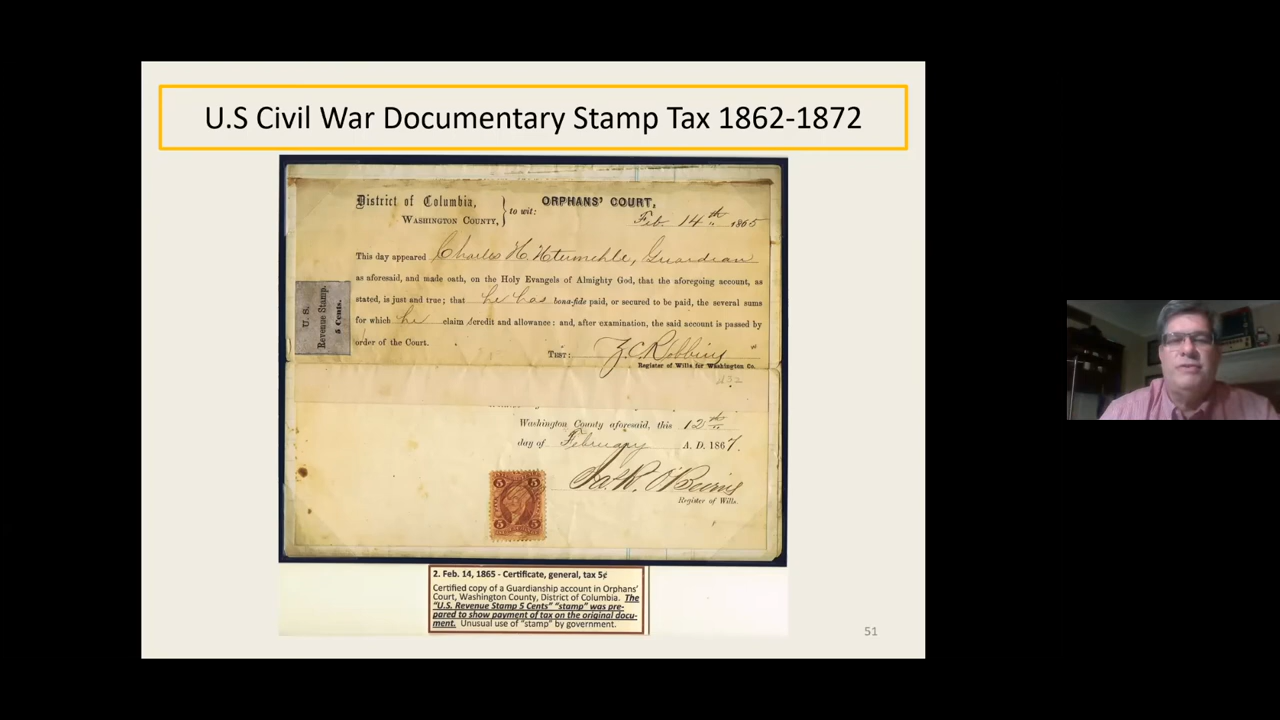 U.S Civil War Documentary Stamp Tax 1862-1872
District of Columbia,
WASHINGTON COUNTY,
to wit:
ORPHANS' COURT,
Feb. 14th 1865
This day appeared Charles H. Utermehle, Guardian
as aforesaid, and made oath, on the Holy Evangels of Almighty God, that the aforegoing account, as
stated, is just and true; that he has bona-fide paid, or secured to be paid, the several sums
for which he claim s credit and allowance: and, after examination, the said account is passed by
order of the Court.
U. S.
Revenue Stamp.
5 Cents.
TEST: Z. C. Robbins
Register of Wills for Washington Co.
Washington County aforesaid, this 12th
day of February A. D. 1867.
Jas. R. O'Beirne
Register of Wills.
5 5
5 5
2. Feb. 14, 1865 - Certificate, general, tax 5¢
Certified copy of a Guardianship account in Orphans'
Court, Washington County, District of Columbia. The
"U.S. Revenue Stamp 5 Cents" "stamp" was pre-
pared to show payment of tax on the original docu-
ment. Unusual use of "stamp" by government.
51